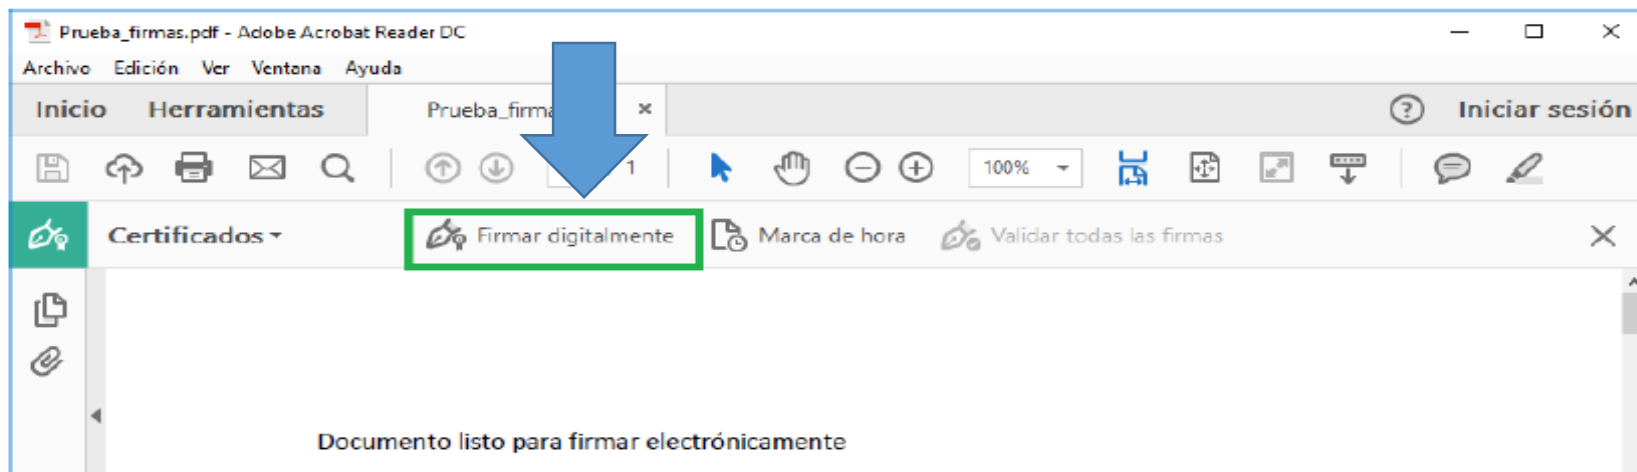 Prueba_firmas.pdf - Adobe Acrobat Reader DC
Archivo Edición Ver Ventana Ayuda
Inicio Herramientas Prueba_firma Iniciar sesión
1 100%
Certificados Firmar digitalmente Marca de hora Validar todas las firmas
Documento listo para firmar electrónicamente